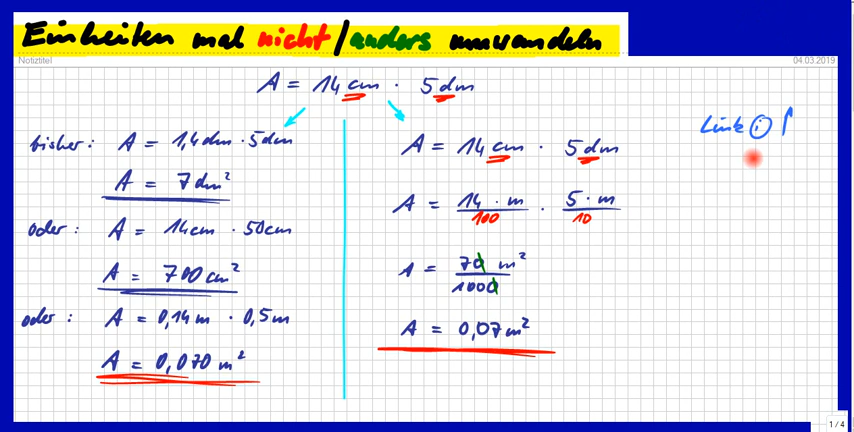 Einheiten mal nicht/anders umwandeln
Notiztitel
04.03.2019
A = 14 cm · 5 dm
bisher: A = 1,4 dm · 5 dm
A = 7 dm²
oder: A = 14 cm · 50 cm
A = 700 cm²
oder: A = 0,14 m · 0,5 m
A = 0,070 m²
A = 14 cm · 5 dm
A = 14 · m / 100 · 5 · m / 10
A = 70 m² / 1000
A = 0,07 m²
Link i ↑
1 / 4